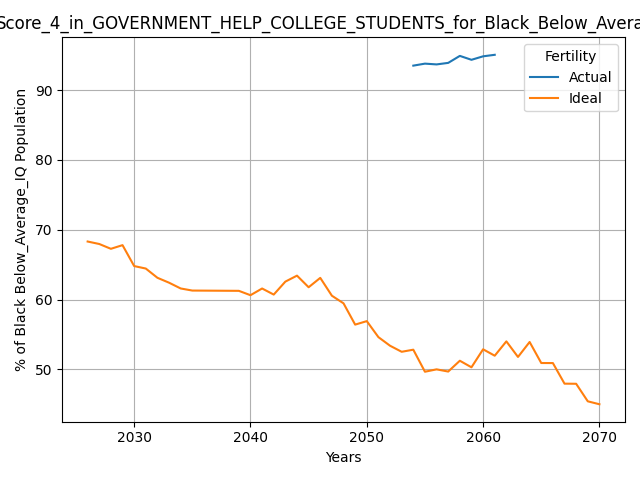 Score_4_in_GOVERNMENT_HELP_COLLEGE_STUDENTS_for_Black_Below_Avera
Fertility
Actual
Ideal
% of Black Below_Average_IQ Population
90
80
70
60
50
2030
2040
2050
2060
2070
Years